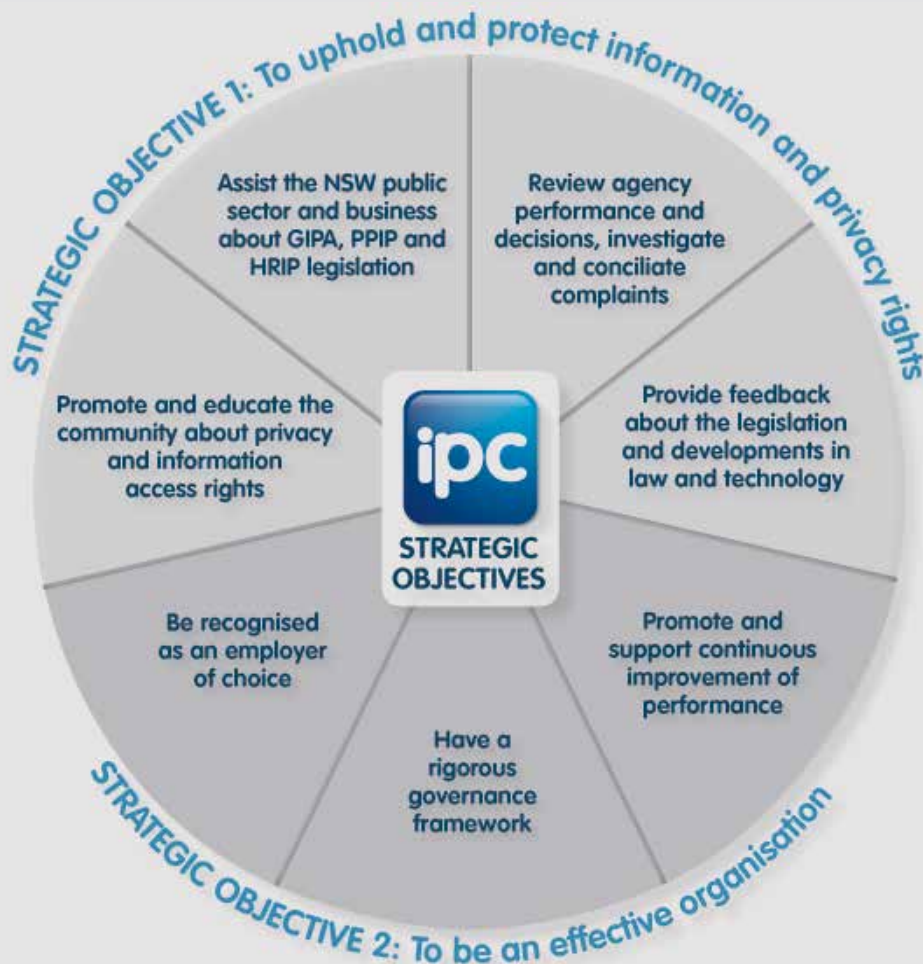 STRATEGIC OBJECTIVE 1: To uphold and protect information and privacy rights
Assist the NSW public
sector and business
about GIPA, PPIP and
HRIP legislation
Review agency
performance and
decisions, investigate
and conciliate
complaints
Promote and educate the
community about privacy
and information
access rights
Provide feedback
about the legislation
and developments in
law and technology
ipc
STRATEGIC
OBJECTIVES
Be recognised
as an employer
of choice
Have a
rigorous
governance
framework
Promote and
support continuous
improvement of
performance
STRATEGIC OBJECTIVE 2: To be an effective organisation